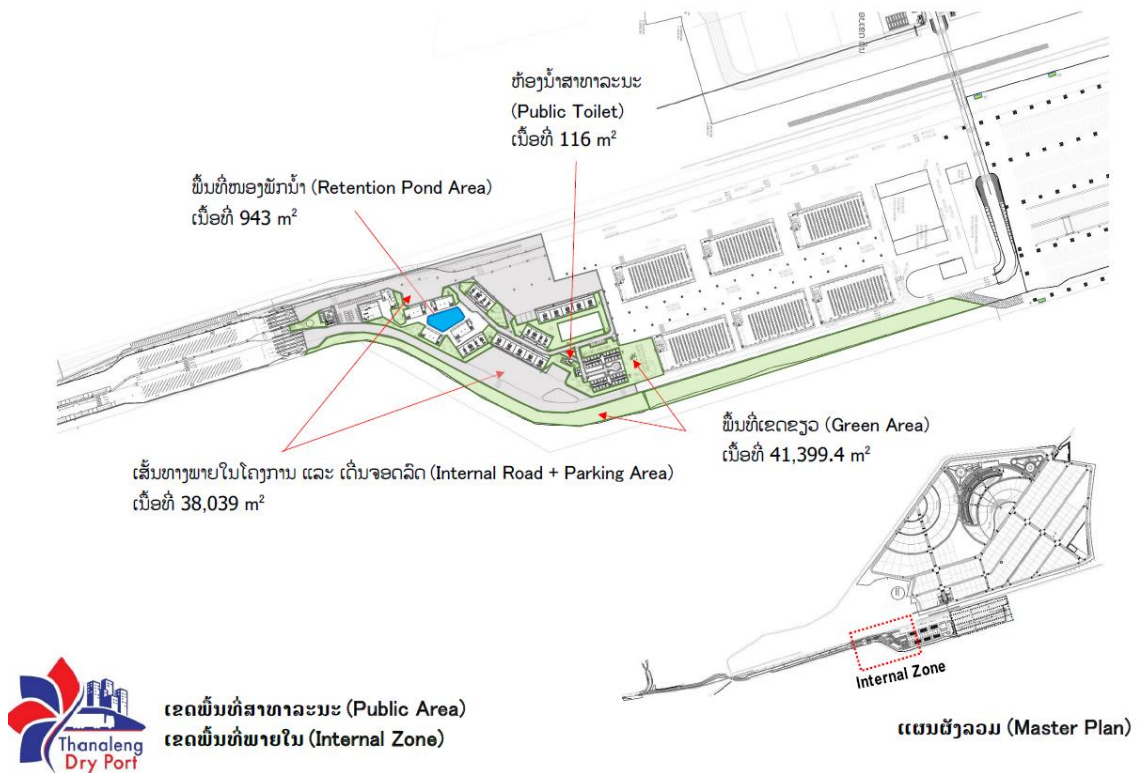 ຫ້ອງນ້ຳສາທາລະນະ
(Public Toilet)
ເນື້ອທີ່ 116 m²
ພື້ນທີ່ໜອງພັກນ້ຳ (Retention Pond Area)
ເນື້ອທີ່ 943 m²
ພື້ນທີ່ເຂດຂຽວ (Green Area)
ເນື້ອທີ່ 41,399.4 m²
ເສັ້ນທາງພາຍໃນໂຄງການ ແລະ ເດີ່ນຈອດລົດ (Internal Road + Parking Area)
ເນື້ອທີ່ 38,039 m²
Internal Zone
Thanaleng
Dry Port
ເຂດພື້ນທີ່ສາທາລະນະ (Public Area)
ເຂດພື້ນທີ່ພາຍໃນ (Internal Zone)
ແຜນຜັງລວມ (Master Plan)